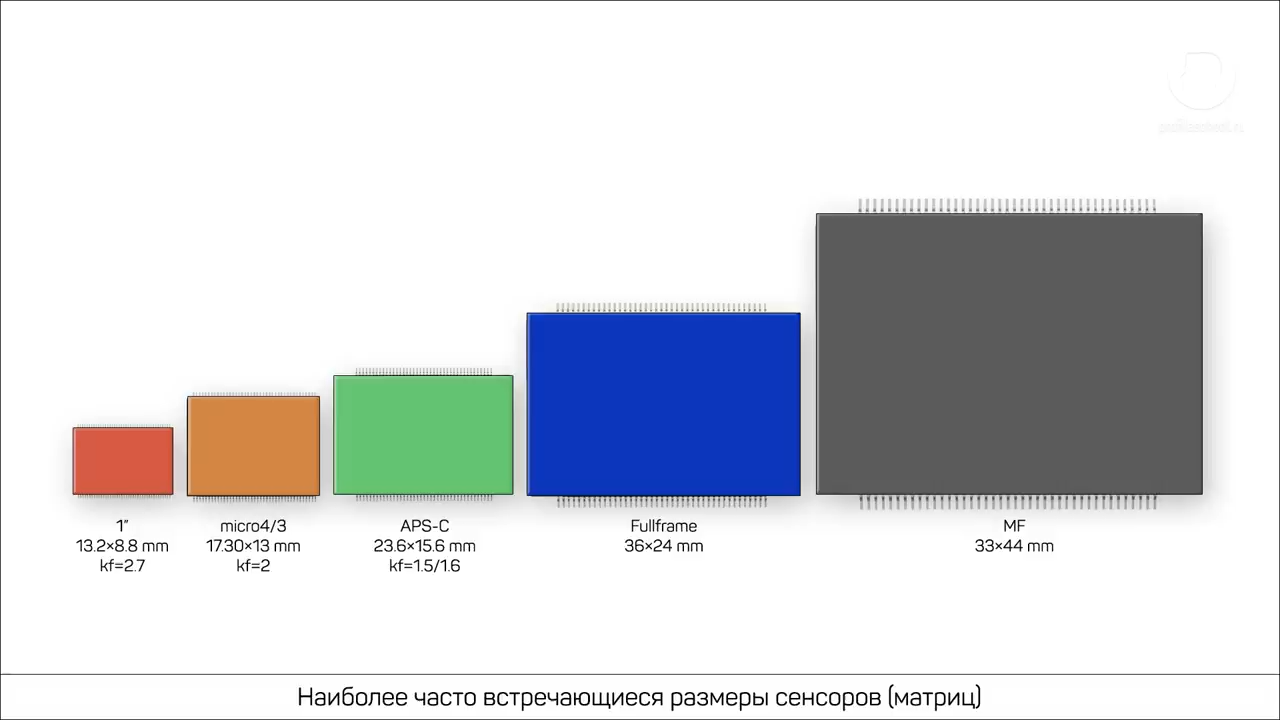 1”
13.2×8.8 mm
kf=2.7
micro4/3
17.30×13 mm
kf=2
APS-C
23.6×15.6 mm
kf=1.5/1.6
Fullframe
36×24 mm
MF
33×44 mm
Наиболее часто встречающиеся размеры сенсоров (матриц)